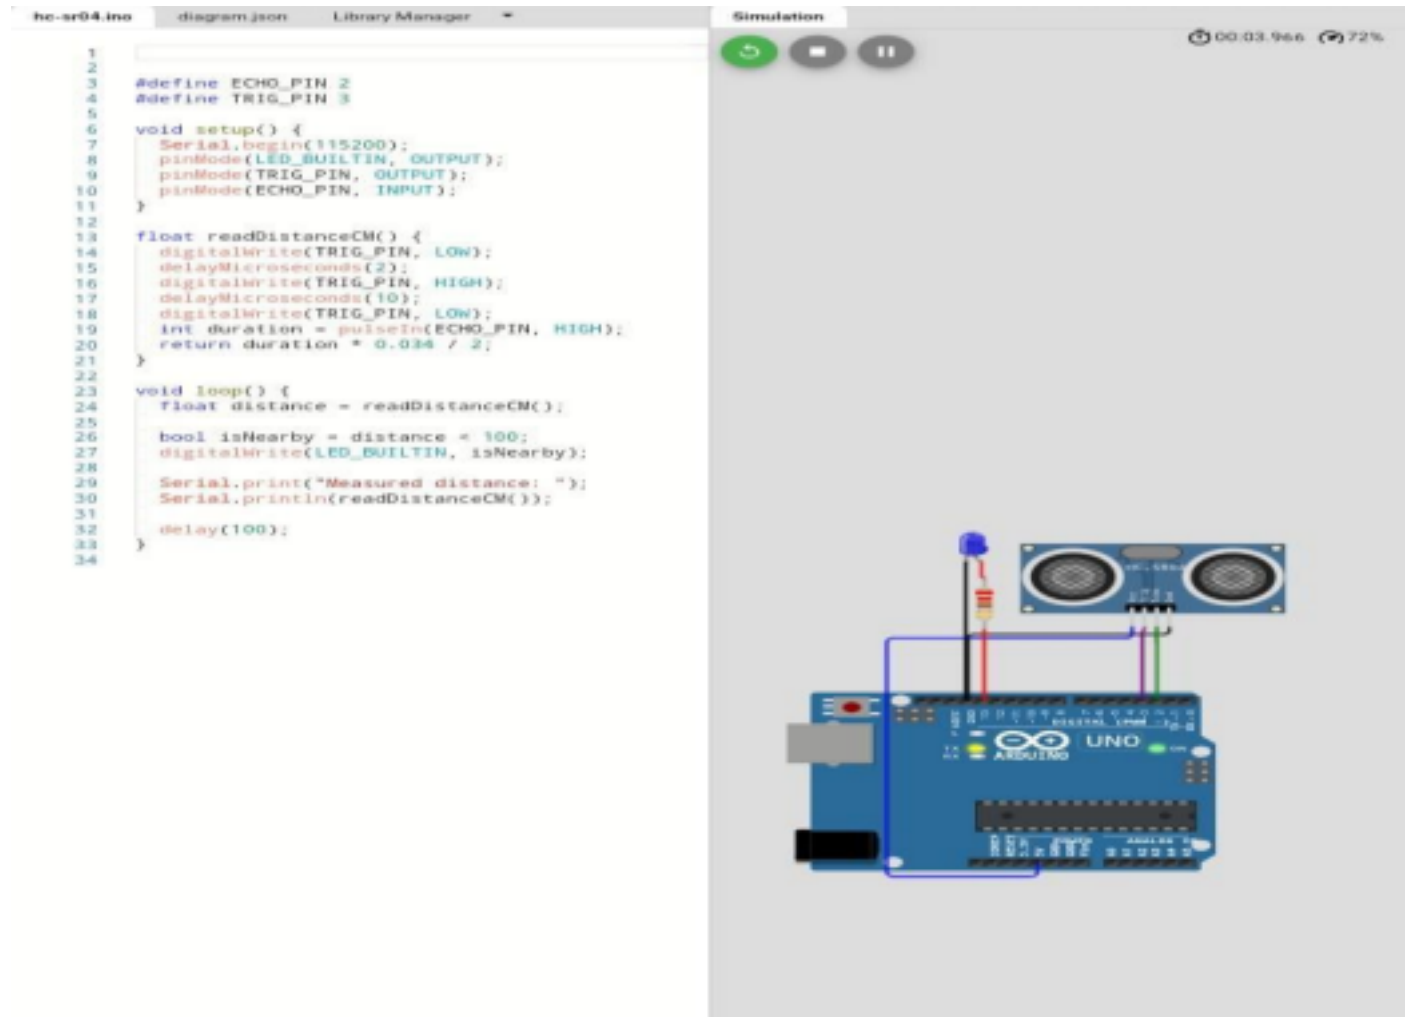 hc-sr04.ino diagram.json Library Manager
Simulation
00:03.966 72%
1
2
3 #define ECHO_PIN 2
4 #define TRIG_PIN 3
5
6 void setup() {
7 Serial.begin(115200);
8 pinMode(LED_BUILTIN, OUTPUT);
9 pinMode(TRIG_PIN, OUTPUT);
10 pinMode(ECHO_PIN, INPUT);
11 }
12
13 float readDistanceCM() {
14 digitalWrite(TRIG_PIN, LOW);
15 delayMicroseconds(2);
16 digitalWrite(TRIG_PIN, HIGH);
17 delayMicroseconds(10);
18 digitalWrite(TRIG_PIN, LOW);
19 int duration = pulseIn(ECHO_PIN, HIGH);
20 return duration * 0.034 / 2;
21 }
22
23 void loop() {
24 float distance = readDistanceCM();
25
26 bool isNearby = distance < 100;
27 digitalWrite(LED_BUILTIN, isNearby);
28
29 Serial.print("Measured distance: ");
30 Serial.println(readDistanceCM());
31
32 delay(100);
33 }
34
UNO
ARDUINO
ON